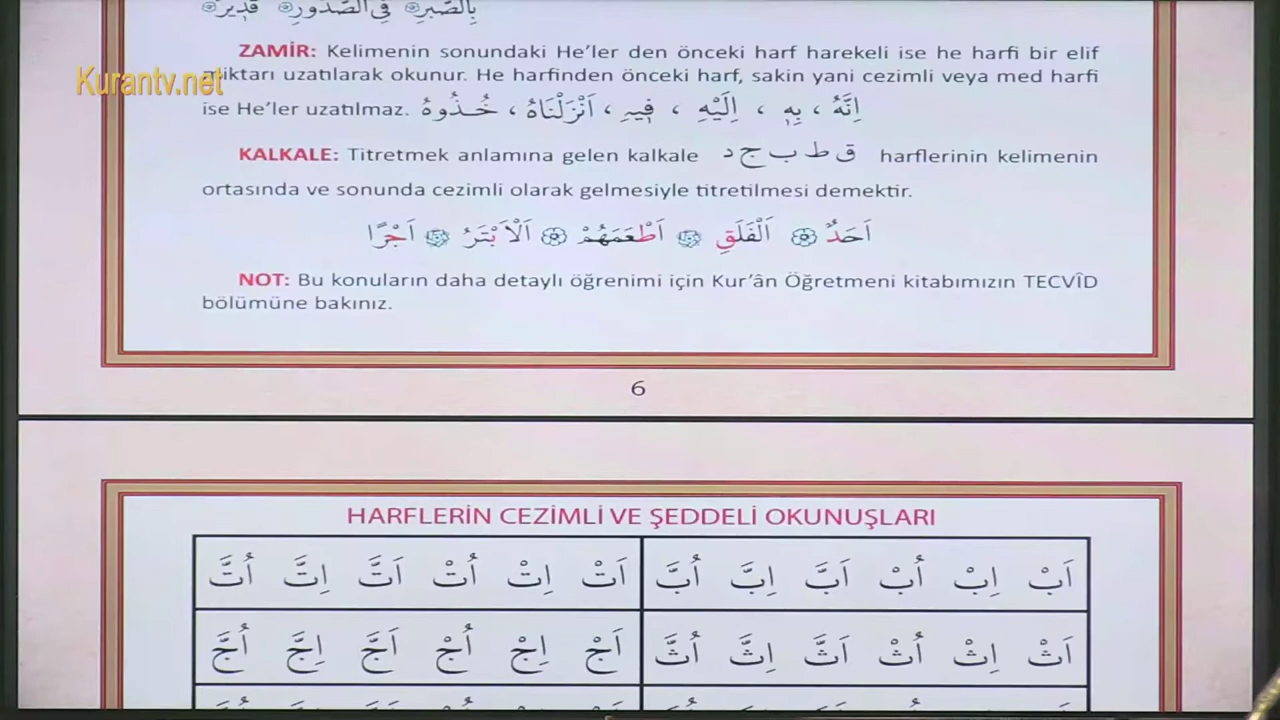 بِالصَّبْرِ ۞ فِى الصُّدُورِ ۞ قَدِيرٌ ۞
ZAMİR: Kelimenin sonundaki He’ler den önceki harf harekeli ise he harfi bir elif
miktarı uzatılarak okunur. He harfinden önceki harf, sakin yani cezimli veya med harfi
ise He’ler uzatılmaz. اِنَّهُ ، بِهِ ، اِلَيْهِ ، فِيهِ ، اَنْزَلْنَاهُ ، خُذُوهُ
Kurantv.net
KALKALE: Titretmek anlamına gelen kalkale ق ط ب ج د harflerinin kelimenin
ortasında ve sonunda cezimli olarak gelmesiyle titretilmesi demektir.
اَحَدٌ ۞ اَلْفَلَقِ ۞ اَطْعَمَهُمْ ۞ اَلْاَبْتَرُ ۞ اَجْرًا
NOT: Bu konuların daha detaylı öğrenimi için Kur’ân Öğretmeni kitabımızın TECVÎD
bölümüne bakınız.
6
HARFLERİN CEZİMLİ VE ŞEDDELİ OKUNUŞLARI
اَبْ اِبْ اُبْ اَبَّ اِبَّ اُبَّ اَتْ اِتْ اُتْ اَتَّ اِتَّ اُتَّ
اَثْ اِثْ اُثْ اَثَّ اِثَّ اُثَّ اَجْ اِجْ اُجْ اَجَّ اِجَّ اُجَّ